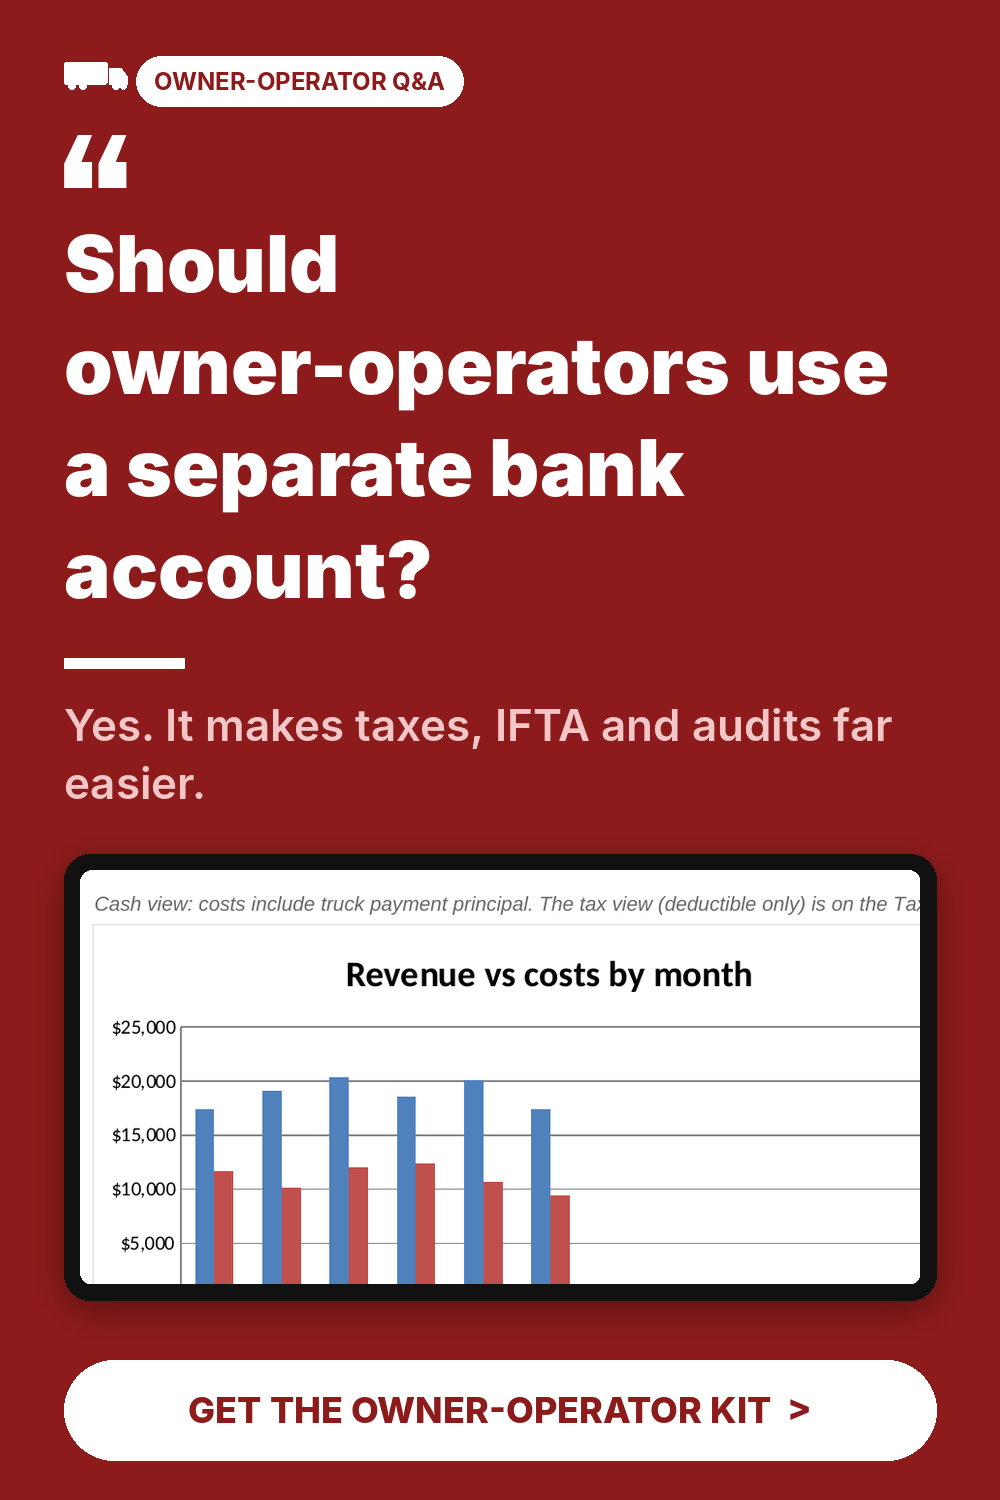 OWNER-OPERATOR Q&A
“
Should
owner-operators use
a separate bank
account?
Yes. It makes taxes, IFTA and audits far
easier.
Cash view: costs include truck payment principal. The tax view (deductible only) is on the Tax
Revenue vs costs by month
$25,000
$20,000
$15,000
$10,000
$5,000
GET THE OWNER-OPERATOR KIT >